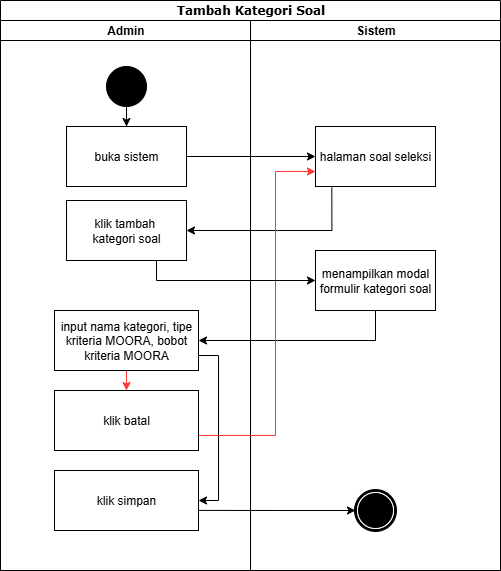 Tambah Kategori Soal
Admin
Sistem
buka sistem
halaman soal seleksi
klik tambah
kategori soal
menampilkan modal
formulir kategori soal
input nama kategori, tipe
kriteria MOORA, bobot
kriteria MOORA
klik batal
klik simpan